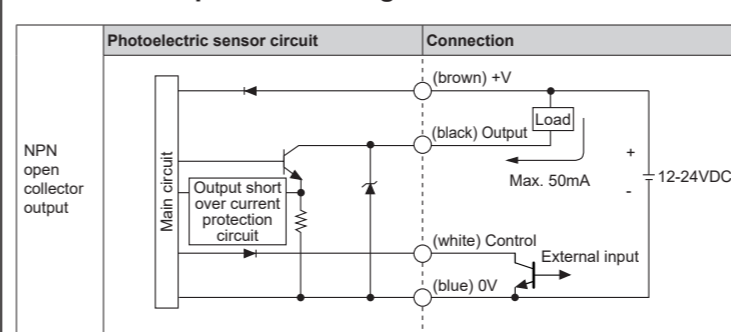 Photoelectric sensor circuit
Connection
NPN
open
collector
output
Main circuit
Output short
over current
protection
circuit
(brown) +V
Load
(black) Output
Max. 50mA
+
-
12-24VDC
(white) Control
External input
(blue) 0V